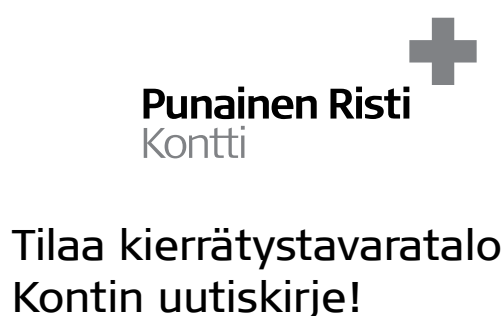 Punainen Risti
Kontti
Tilaa kierrätystavaratalo
Kontin uutiskirje!